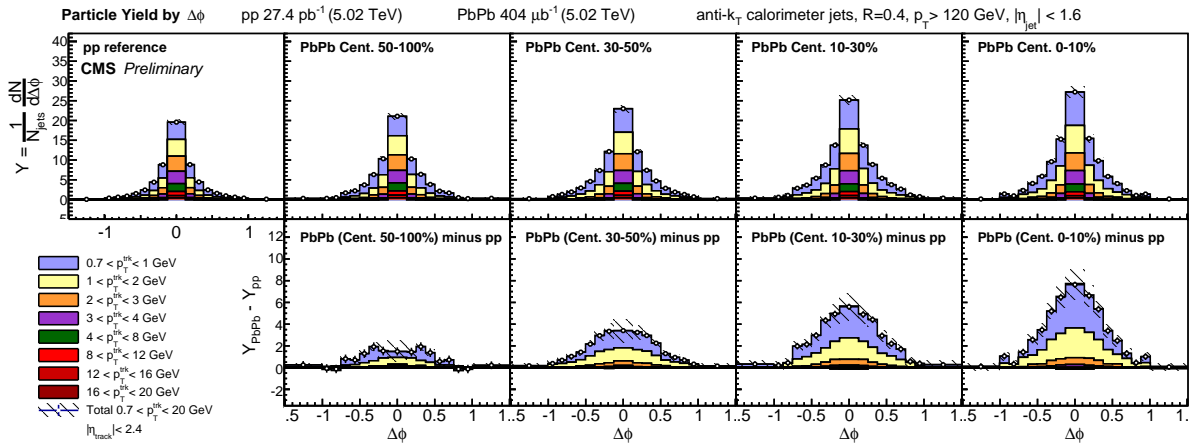 Particle Yield by Δϕ pp 27.4 pb⁻¹ (5.02 TeV) PbPb 404 μb⁻¹ (5.02 TeV) anti-k_T calorimeter jets, R=0.4, p_T > 120 GeV, |η_jet| < 1.6
pp reference PbPb Cent. 50-100% PbPb Cent. 30-50% PbPb Cent. 10-30% PbPb Cent. 0-10%
CMS Preliminary
Y = 1/N_jets dN/dΔϕ
40
35
30
25
20
15
10
5
0
-1 0 1
PbPb (Cent. 50-100%) minus pp PbPb (Cent. 30-50%) minus pp PbPb (Cent. 10-30%) minus pp PbPb (Cent. 0-10%) minus pp
Y_PbPb - Y_pp
12
10
8
6
4
2
0
-2
0.7 < p_T^trk < 1 GeV
1 < p_T^trk < 2 GeV
2 < p_T^trk < 3 GeV
3 < p_T^trk < 4 GeV
4 < p_T^trk < 8 GeV
8 < p_T^trk < 12 GeV
12 < p_T^trk < 16 GeV
16 < p_T^trk < 20 GeV
Total 0.7 < p_T^trk < 20 GeV
|η_track| < 2.4
-1 -0.5 0 0.5 1 -1 -0.5 0 0.5 1 -1 -0.5 0 0.5 1 -1 -0.5 0 0.5 1 1.5
Δϕ Δϕ Δϕ Δϕ